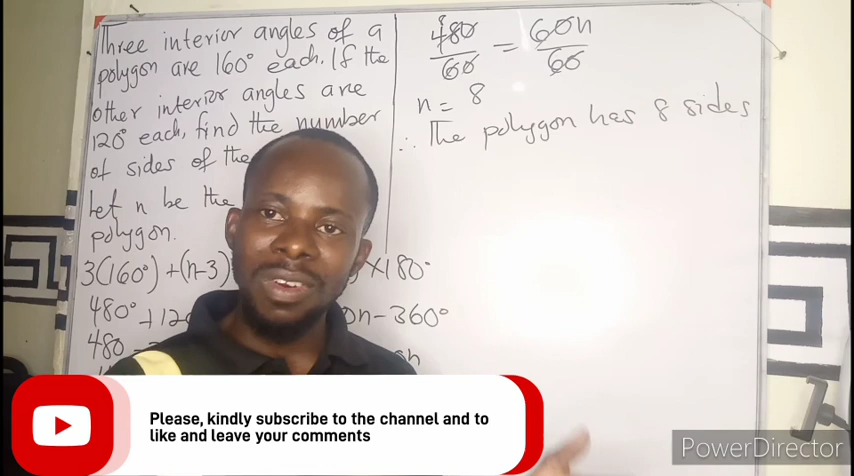 Three interior angles of a
polygon are 160° each. If the
other interior angles are
120° each, find the number
of sides of the
Let n be the
polygon.
3(160°) + (n-3)
×180°
480° + 12
n - 360°
480 -
n
480/60 = 60n/60
n = 8
∴ The polygon has 8 sides
Please, kindly subscribe to the channel and to
like and leave your comments
PowerDirector